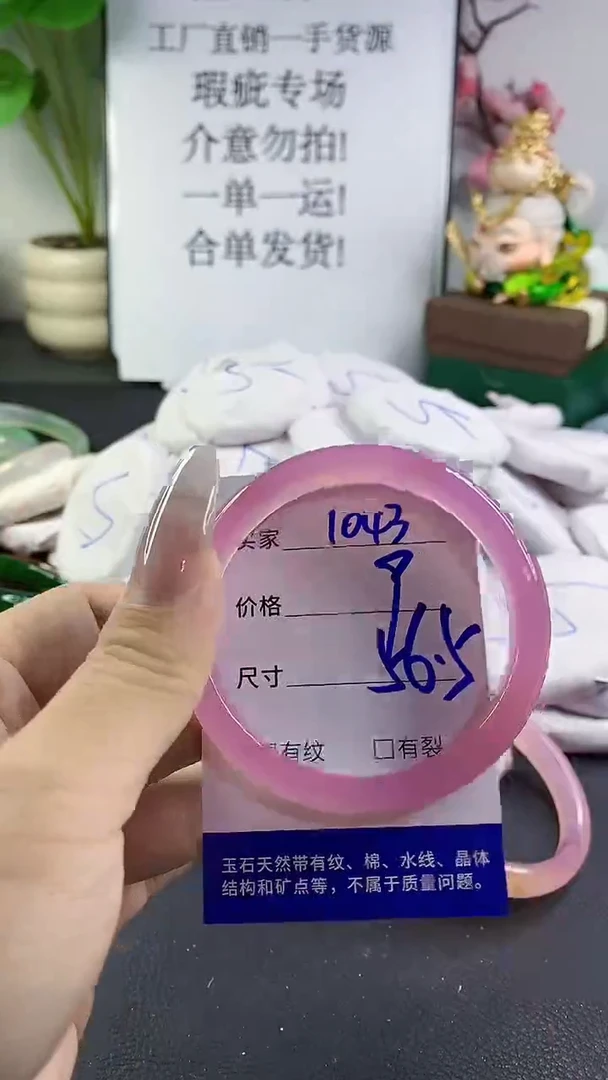 工厂直销一手货源
瑕疵专场
介意勿拍!
一单一运!
合单发货!
买家 1043
价格
尺寸 56.5
有纹 □有裂
玉石天然带有纹、棉、水线、晶体
结构和矿点等，不属于质量问题。